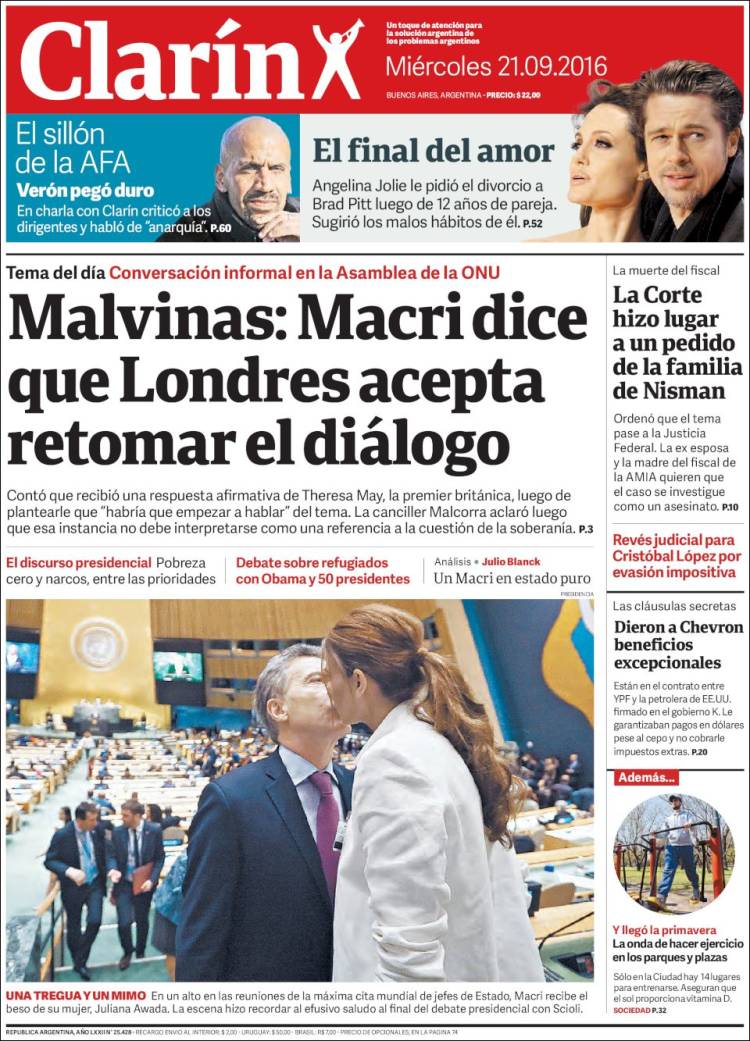 Clarín
Un toque de atención para
la solución argentina de
los problemas argentinos
Miércoles 21.09.2016
BUENOS AIRES, ARGENTINA - PRECIO: $ 22,00
El sillón
de la AFA
Verón pegó duro
En charla con Clarín criticó a los
dirigentes y habló de “anarquía”. P.60
El final del amor
Angelina Jolie le pidió el divorcio a
Brad Pitt luego de 12 años de pareja.
Sugirió los malos hábitos de él. P.52
Tema del día Conversación informal en la Asamblea de la ONU
Malvinas: Macri dice
que Londres acepta
retomar el diálogo
Contó que recibió una respuesta afirmativa de Theresa May, la premier británica, luego de
plantearle que “habría que empezar a hablar” del tema. La canciller Malcorra aclaró luego
que esa instancia no debe interpretarse como una referencia a la cuestión de la soberanía. P.3
El discurso presidencial Pobreza
cero y narcos, entre las prioridades
Debate sobre refugiados
con Obama y 50 presidentes
Análisis • Julio Blanck
Un Macri en estado puro
PRESIDENCIA
UNA TREGUA Y UN MIMO En un alto en las reuniones de la máxima cita mundial de jefes de Estado, Macri recibe el
beso de su mujer, Juliana Awada. La escena hizo recordar al efusivo saludo al final del debate presidencial con Scioli.
La muerte del fiscal
La Corte
hizo lugar
a un pedido
de la familia
de Nisman
Ordenó que el tema
pase a la Justicia
Federal. La ex esposa
y la madre del fiscal de
la AMIA quieren que
el caso se investigue
como un asesinato. P.10
Revés judicial para
Cristóbal López por
evasión impositiva
Las cláusulas secretas
Dieron a Chevron
beneficios
excepcionales
Están en el contrato entre
YPF y la petrolera de EE.UU.
firmado en el gobierno K. Le
garantizaban pagos en dólares
pese al cepo y no cobrarle
impuestos extras. P.20
Además...
Y llegó la primavera
La onda de hacer ejercicio
en los parques y plazas
Sólo en la Ciudad hay 14 lugares
para entrenarse. Aseguran que
el sol proporciona vitamina D.
SOCIEDAD P.32
REPUBLICA ARGENTINA, AÑO LXXII N° 25.428 - RECARGO ENVIO AL INTERIOR: $ 2,00 - URUGUAY: $ 50,00 - BRASIL: R$ 7,00 - PRECIO DE OPCIONALES, EN LA PAGINA 74